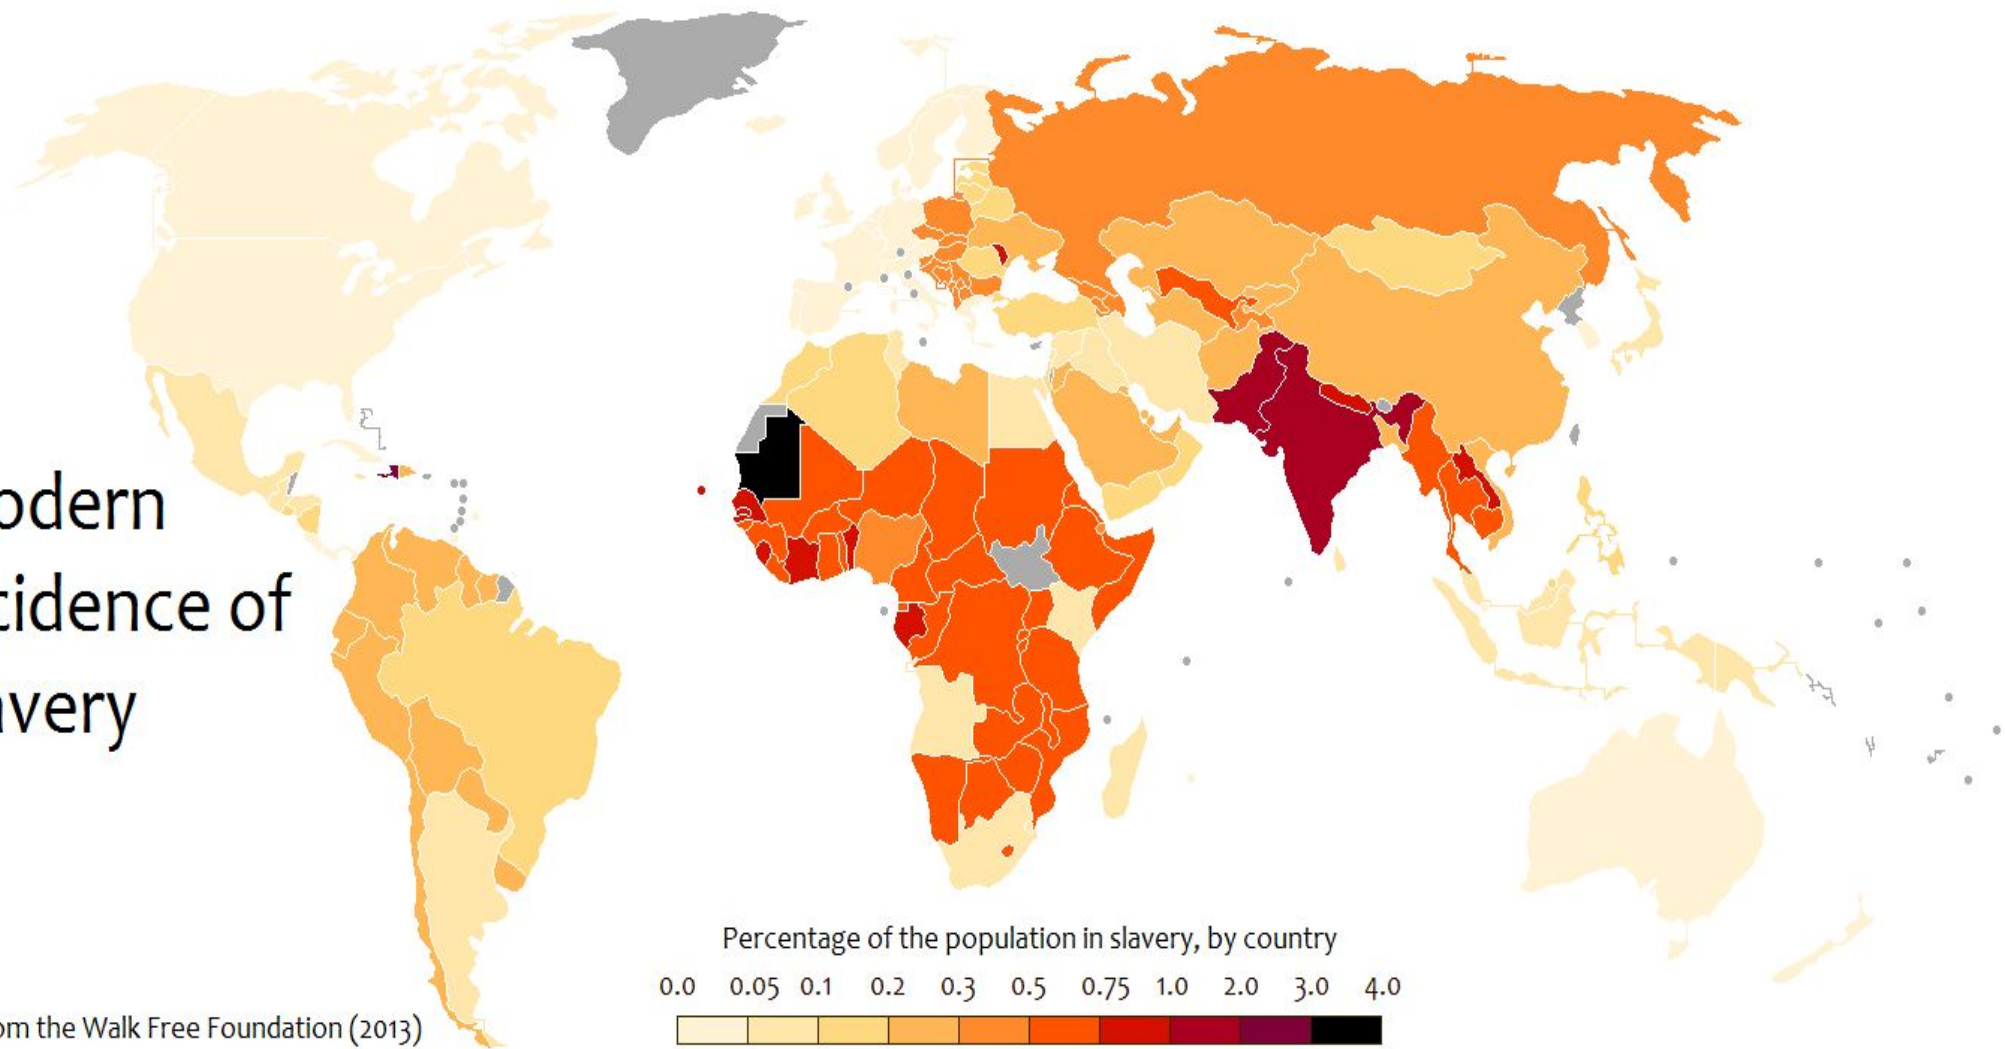 odern
cidence of
avery
Percentage of the population in slavery, by country
0.0 0.05 0.1 0.2 0.3 0.5 0.75 1.0 2.0 3.0 4.0
om the Walk Free Foundation (2013)